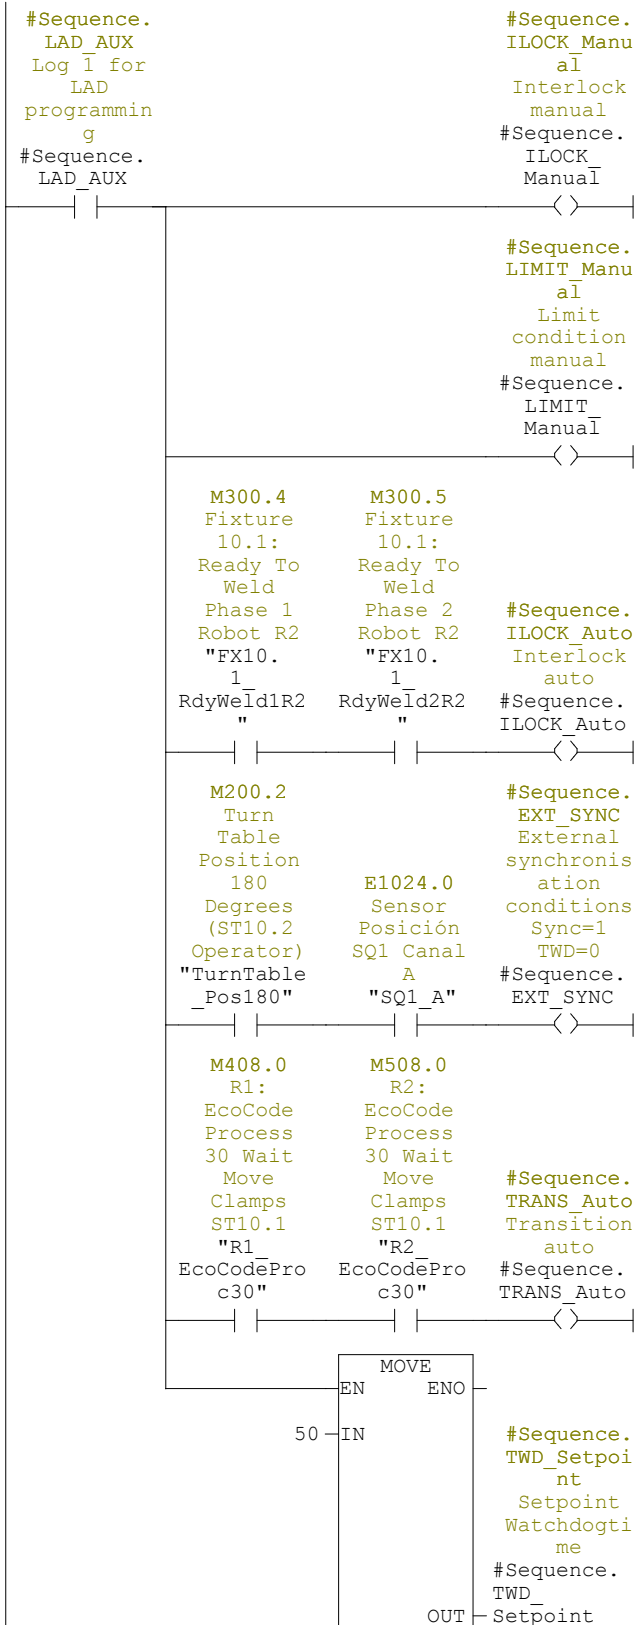 #Sequence.
LAD_AUX
Log 1 for
LAD
programmin
g
#Sequence.
LAD_AUX
#Sequence.
ILOCK_Manu
al
Interlock
manual
#Sequence.
ILOCK_
Manual
#Sequence.
LIMIT_Manu
al
Limit
condition
manual
#Sequence.
LIMIT_
Manual
M300.4
Fixture
10.1:
Ready To
Weld
Phase 1
Robot R2
"FX10.
1_
RdyWeld1R2
"
M300.5
Fixture
10.1:
Ready To
Weld
Phase 2
Robot R2
"FX10.
1_
RdyWeld2R2
"
#Sequence.
ILOCK_Auto
Interlock
auto
#Sequence.
ILOCK_Auto
M200.2
Turn
Table
Position
180
Degrees
(ST10.2
Operator)
"TurnTable
_Pos180"
E1024.0
Sensor
Posición
SQ1 Canal
A
"SQ1_A"
#Sequence.
EXT_SYNC
External
synchronis
ation
conditions
Sync=1
TWD=0
#Sequence.
EXT_SYNC
M408.0
R1:
EcoCode
Process
30 Wait
Move
Clamps
ST10.1
"R1_
EcoCodePro
c30"
M508.0
R2:
EcoCode
Process
30 Wait
Move
Clamps
ST10.1
"R2_
EcoCodePro
c30"
#Sequence.
TRANS_Auto
Transition
auto
#Sequence.
TRANS_Auto
MOVE
EN ENO
50 IN
#Sequence.
TWD_Setpoi
nt
Setpoint
Watchdogti
me
#Sequence.
TWD_
OUT Setpoint